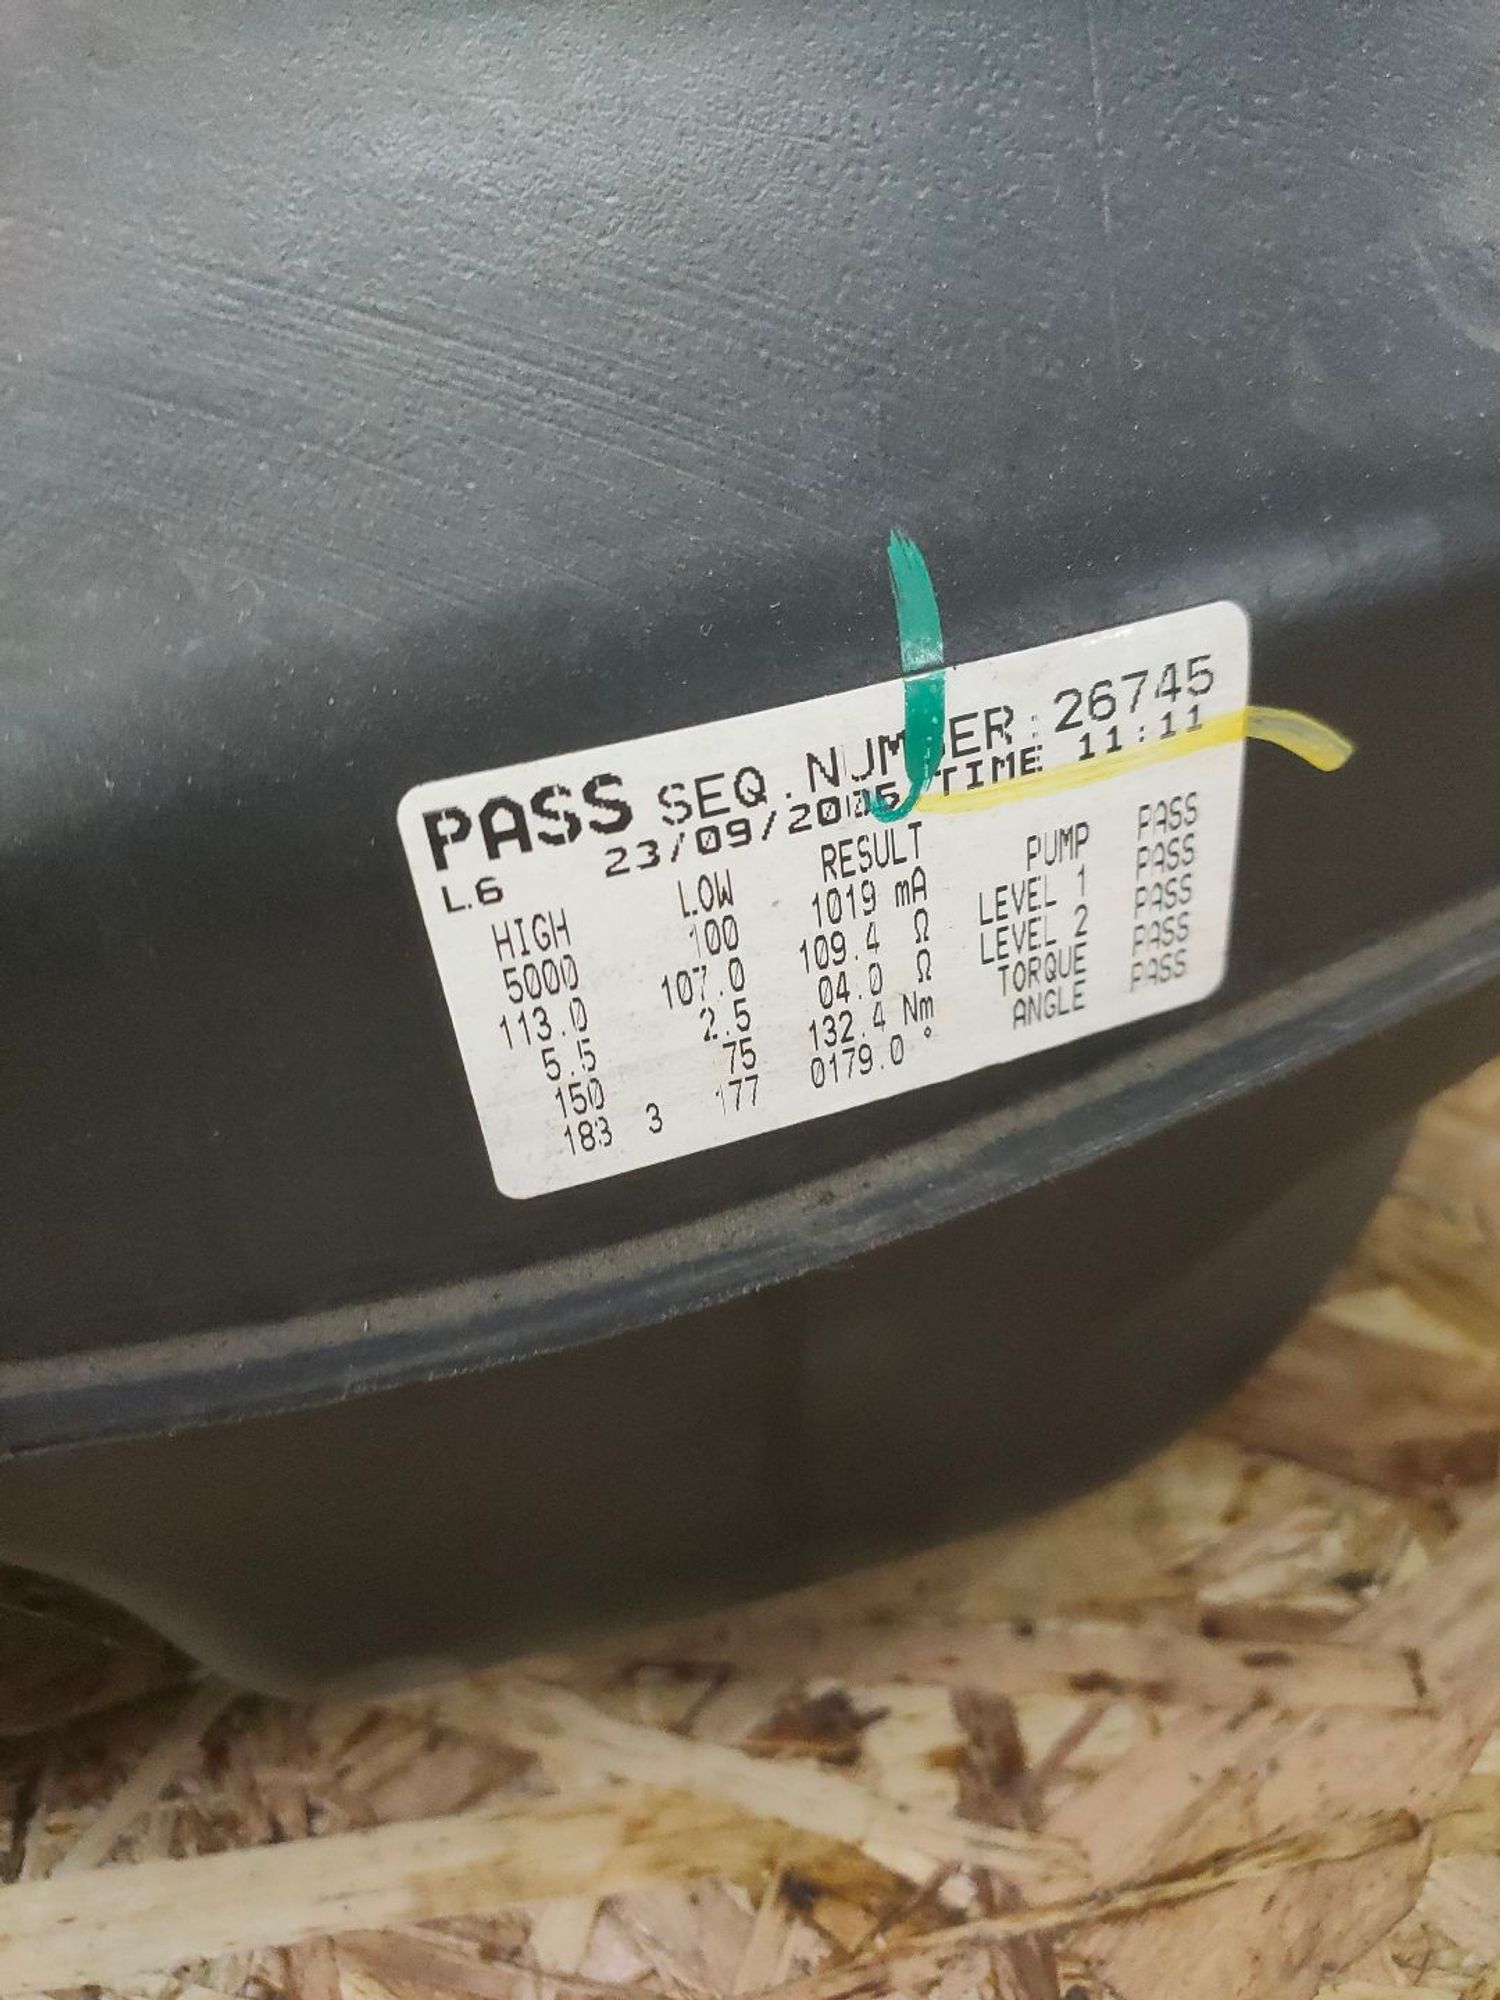 PASS SEQ. NUMBER: 26745
L.6 23/09/2005 TIME 11:11
HIGH LOW RESULT PASS
5000 100 1019 mA PUMP PASS
113.0 107.0 109.4 Ω LEVEL 1 PASS
5.5 2.5 04.0 Ω LEVEL 2 PASS
150 75 132.4 Nm TORQUE PASS
183 3 177 0179.0 ° ANGLE